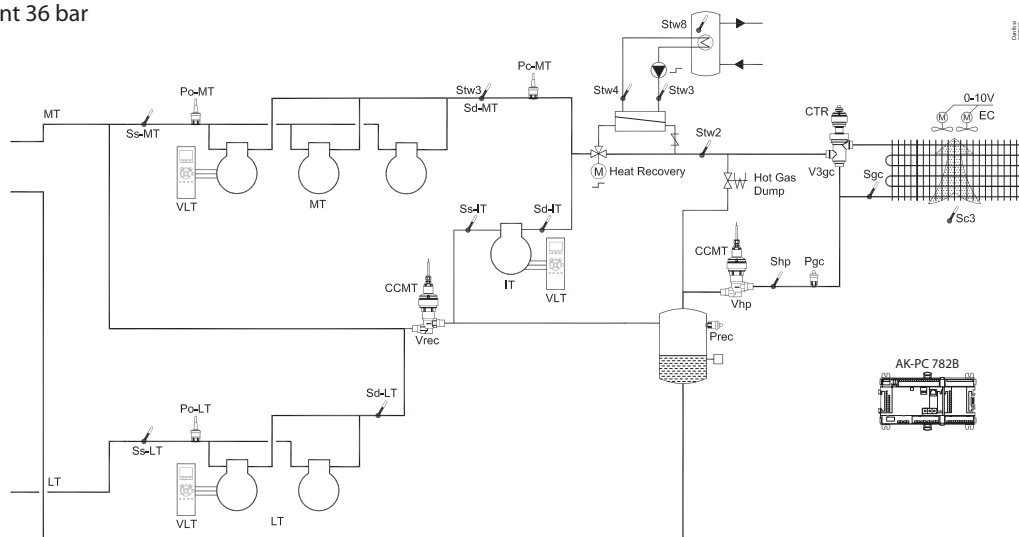 nt 36 bar
Stw8
Danfoss
Pc-MT
Po-MT
Stw3
Stw4
Stw3
0-10V
M
M
EC
CTR
MT
Sd-MT
Ss-MT
Stw2
M
Heat Recovery
V3gc
Hot Gas
Dump
Sgc
VLT
MT
Ss-IT
Sd-IT
Sc3
CCMT
Shp
Pgc
CCMT
IT
VLT
Vhp
Vrec
Prec
AK-PC 782B
Sd-LT
Po-LT
Ss-LT
LT
VLT
LT